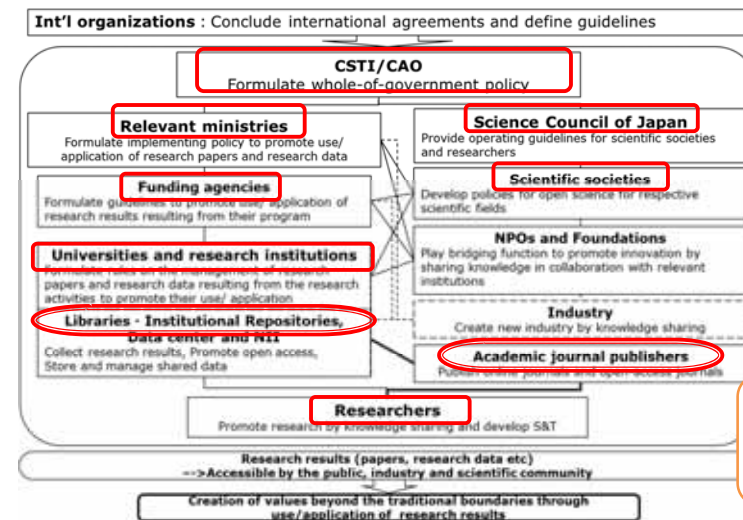 Int'l organizations : Conclude international agreements and define guidelines
CSTI/CAO
Formulate whole-of-government policy
Relevant ministries
Formulate implementing policy to promote use/
application of research papers and research data
Funding agencies
Formulate guidelines to promote use/ application of
research results resulting from their program
Universities and research institutions
Formulate rules on the management of research
papers and research data resulting from the research
activities to promote their use/ application
Libraries - Institutional Repositories,
Data center and NII
Collect research results, Promote open access,
Store and manage shared data
Science Council of Japan
Provide operating guidelines for scientific societies
and researchers
Scientific societies
Develop policies for open science for respective
scientific fields
NPOs and Foundations
Play bridging function to promote innovation by
sharing knowledge in collaboration with relevant
institutions
Industry
Create new industry by knowledge sharing
Academic journal publishers
Publish online journals and open access journals
Researchers
Promote research by knowledge sharing and develop S&T
Research results (papers, research data etc)
-->Accessible by the public, industry and scientific community
Creation of values beyond the traditional boundaries through
use/application of research results